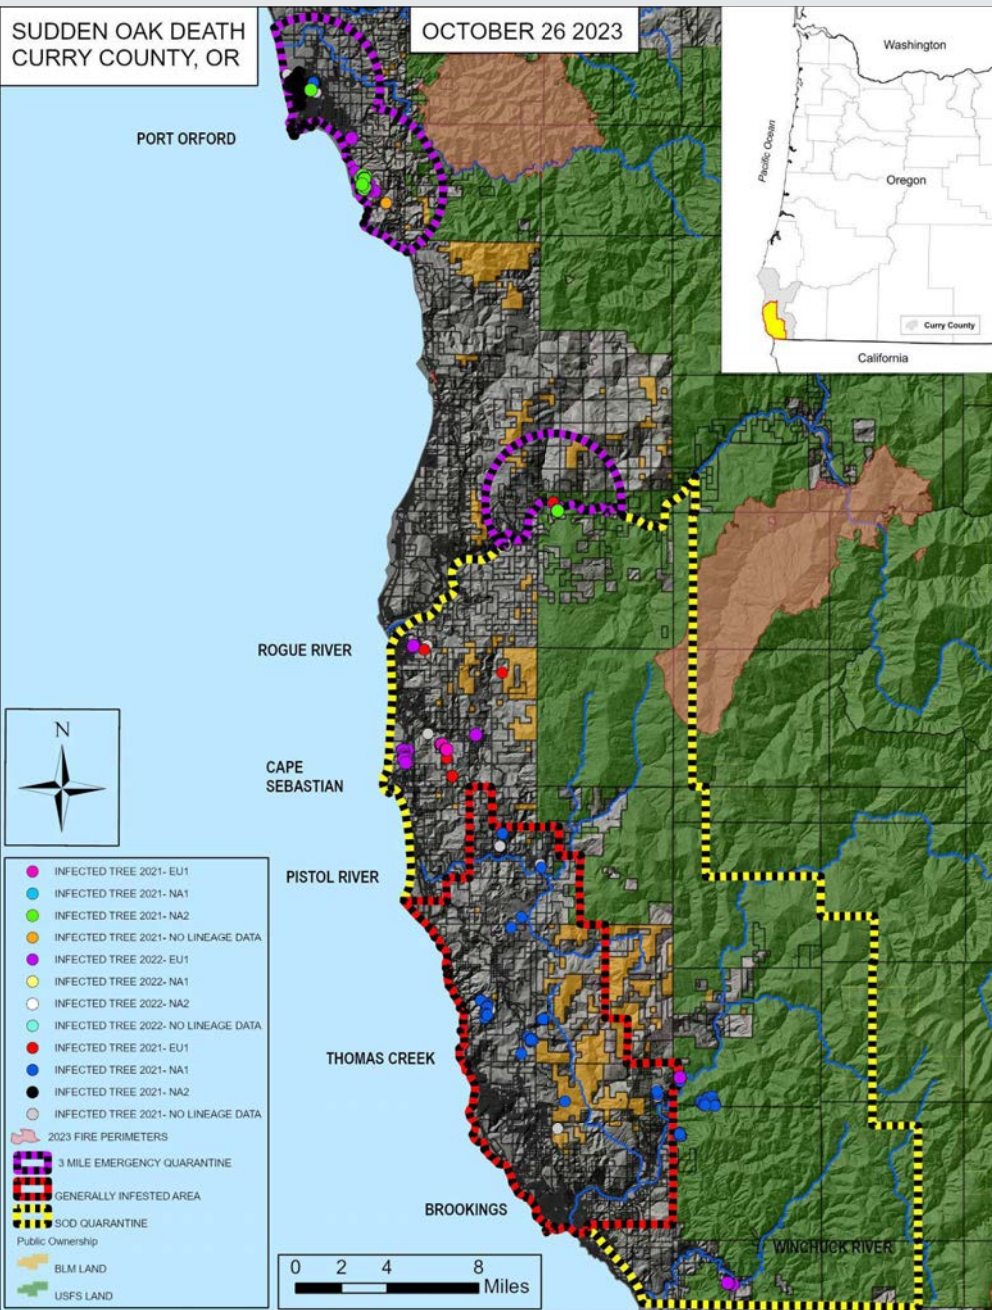 SUDDEN OAK DEATH
CURRY COUNTY, OR
OCTOBER 26 2023
Washington
Pacific Ocean
Oregon
Curry County
California
PORT ORFORD
ROGUE RIVER
CAPE
SEBASTIAN
PISTOL RIVER
THOMAS CREEK
BROOKINGS
WINCHUCK RIVER
N
INFECTED TREE 2021- EU1
INFECTED TREE 2021- NA1
INFECTED TREE 2021- NA2
INFECTED TREE 2021- NO LINEAGE DATA
INFECTED TREE 2022- EU1
INFECTED TREE 2022- NA1
INFECTED TREE 2022- NA2
INFECTED TREE 2022- NO LINEAGE DATA
INFECTED TREE 2021- EU1
INFECTED TREE 2021- NA1
INFECTED TREE 2021- NA2
INFECTED TREE 2021- NO LINEAGE DATA
2023 FIRE PERIMETERS
3 MILE EMERGENCY QUARANTINE
GENERALLY INFESTED AREA
SOD QUARANTINE
Public Ownership
BLM LAND
USFS LAND
0 2 4 8
Miles